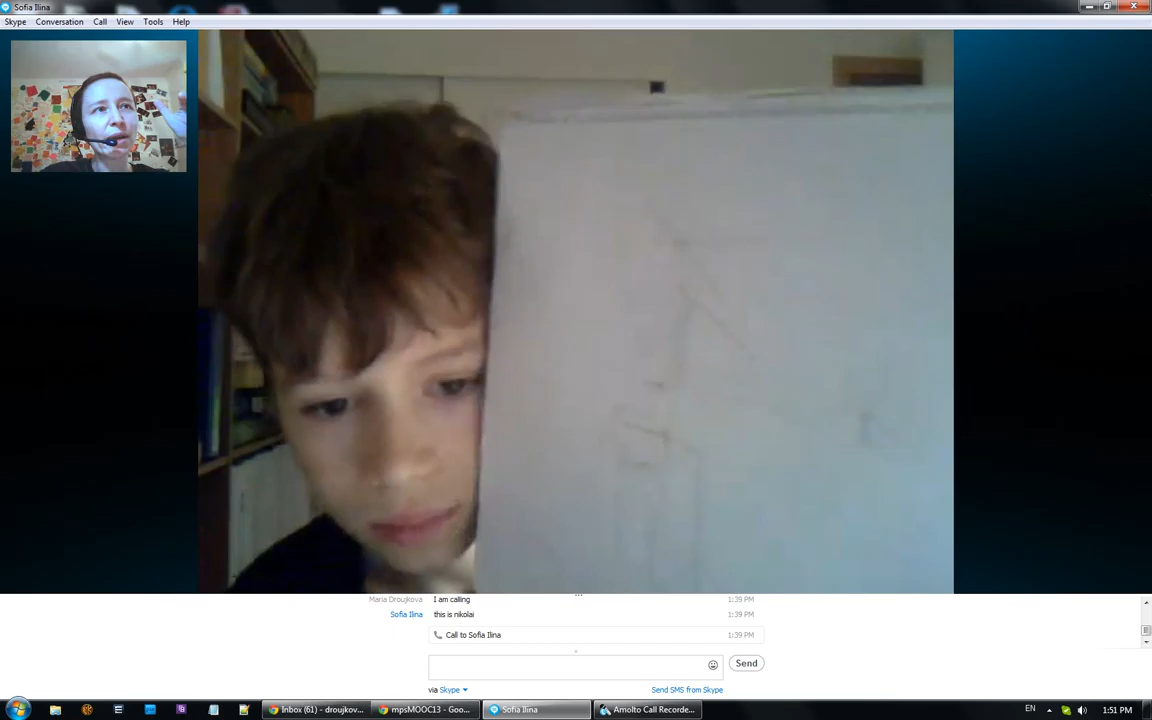 Sofia Ilina
Skype Conversation Call View Tools Help
Maria Droujkova I am calling 1:39 PM
Sofia Ilina this is nikolai 1:39 PM
Call to Sofia Ilina 1:39 PM
Send
via Skype Send SMS from Skype
Inbox (61) - droujkov... mpsMOOC13 - Goo... Sofia Ilina Amolto Call Recorde... EN 1:51 PM